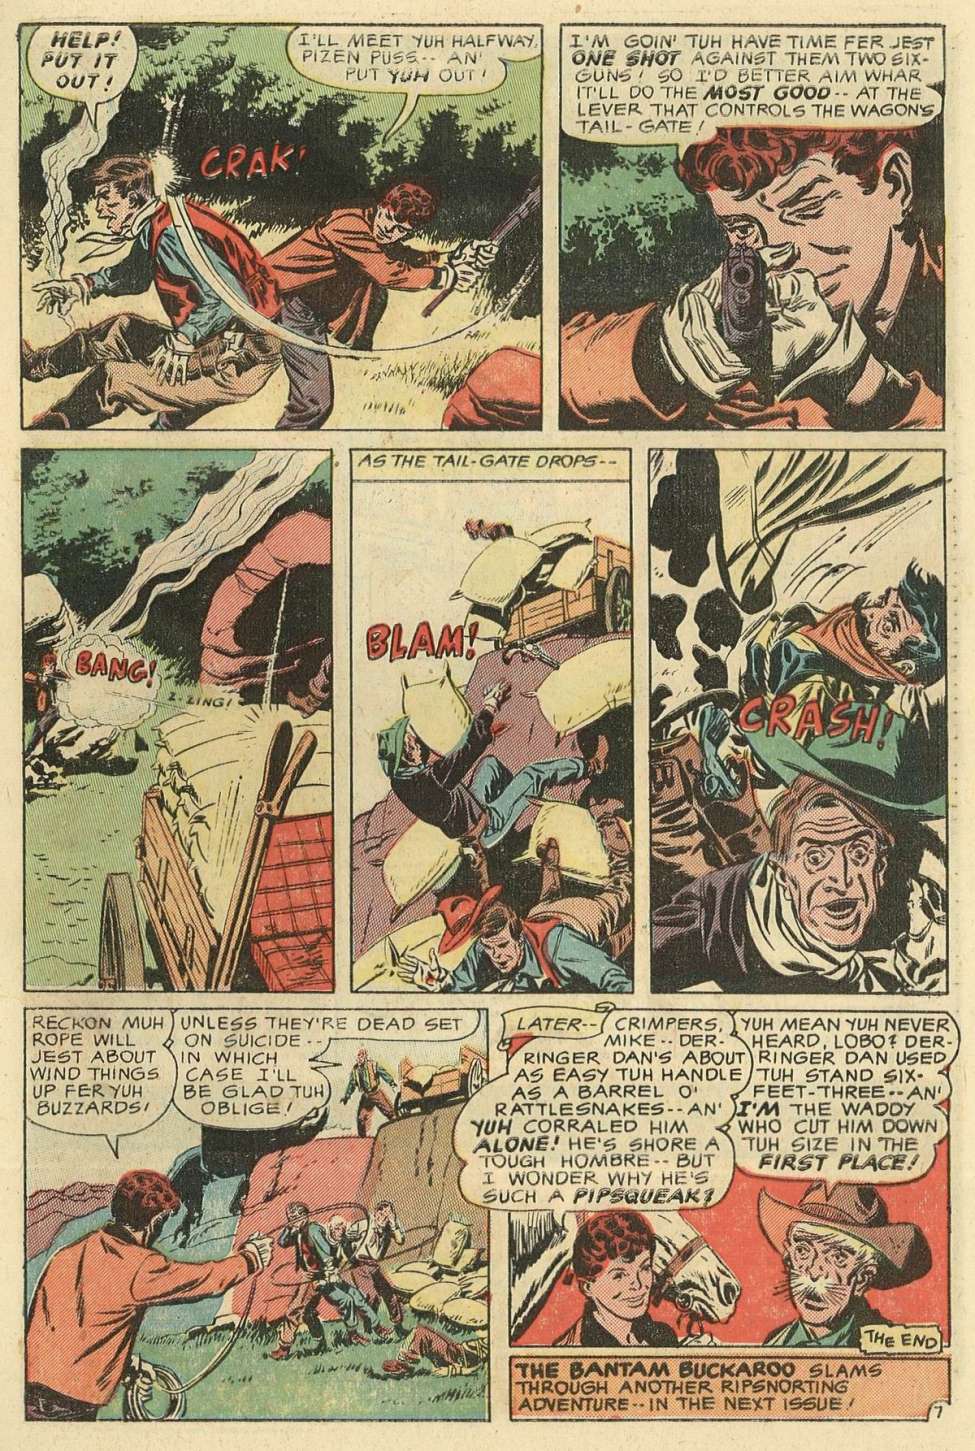 HELP!
PUT IT
OUT!
I'LL MEET YUH HALFWAY,
PIZEN PUSS-- AN'
PUT YUH OUT!
CRAK!
I'M GOIN' TUH HAVE TIME FER JEST
ONE SHOT AGAINST THEM TWO SIX-
GUNS! SO I'D BETTER AIM WHAR
IT'LL DO THE MOST GOOD-- AT THE
LEVER THAT CONTROLS THE WAGON'S
TAIL-GATE!
BANG!
Z-ZING!
AS THE TAIL-GATE DROPS--
BLAM!
CRASH!
RECKON MUH
ROPE WILL
JEST ABOUT
WIND THINGS
UP FER YUH
BUZZARDS!
UNLESS THEY'RE DEAD SET
ON SUICIDE--
IN WHICH
CASE I'LL
BE GLAD TUH
OBLIGE!
LATER--
CRIMPERS,
MIKE-- DER-
RINGER DAN'S ABOUT
AS EASY TUH HANDLE
AS A BARREL O'
RATTLESNAKES-- AN'
YUH CORRALED HIM
ALONE! HE'S SHORE A
TOUGH HOMBRE-- BUT
I WONDER WHY HE'S
SUCH A PIPSQUEAK?
YUH MEAN YUH NEVER
HEARD, LOBO? DER-
RINGER DAN USED
TUH STAND SIX-
FEET-THREE-- AN'
I'M THE WADDY
WHO CUT HIM DOWN
TUH SIZE IN THE
FIRST PLACE!
THE END
THE BANTAM BUCKAROO SLAMS
THROUGH ANOTHER RIPSNORTING
ADVENTURE-- IN THE NEXT ISSUE!
7